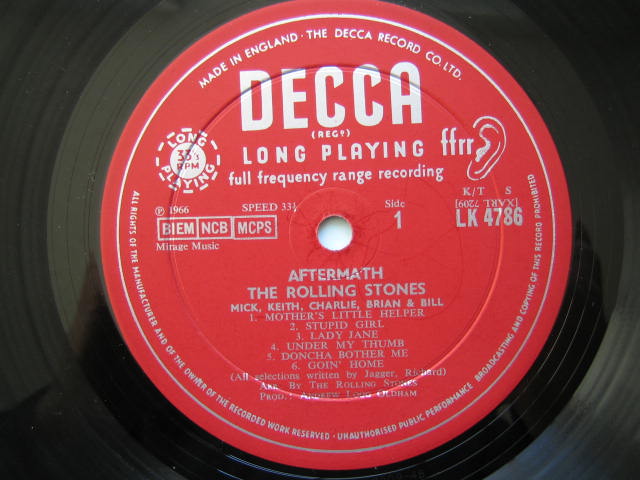 MADE IN ENGLAND · THE DECCA RECORD CO. LTD.
DECCA
(REGD)
LONG PLAYING
ffrr
full frequency range recording
LONG
33⅓
RPM
PLAYING
K/T S
℗ 1966
SPEED 33⅓
Side
1
[XARL 7209]
LK 4786
BIEM NCB MCPS
Mirage Music
AFTERMATH
THE ROLLING STONES
MICK, KEITH, CHARLIE, BRIAN & BILL
1. MOTHER'S LITTLE HELPER
2. STUPID GIRL
3. LADY JANE
4. UNDER MY THUMB
5. DONCHA BOTHER ME
6. GOIN' HOME
(All selections written by Jagger, Richard)
Arr. By The Rolling Stones
Prod.: Andrew Loog Oldham
ALL RIGHTS OF THE MANUFACTURER AND OF THE OWNER OF THE RECORDED WORK RESERVED · UNAUTHORISED PUBLIC PERFORMANCE BROADCASTING AND COPYING OF THIS RECORD PROHIBITED